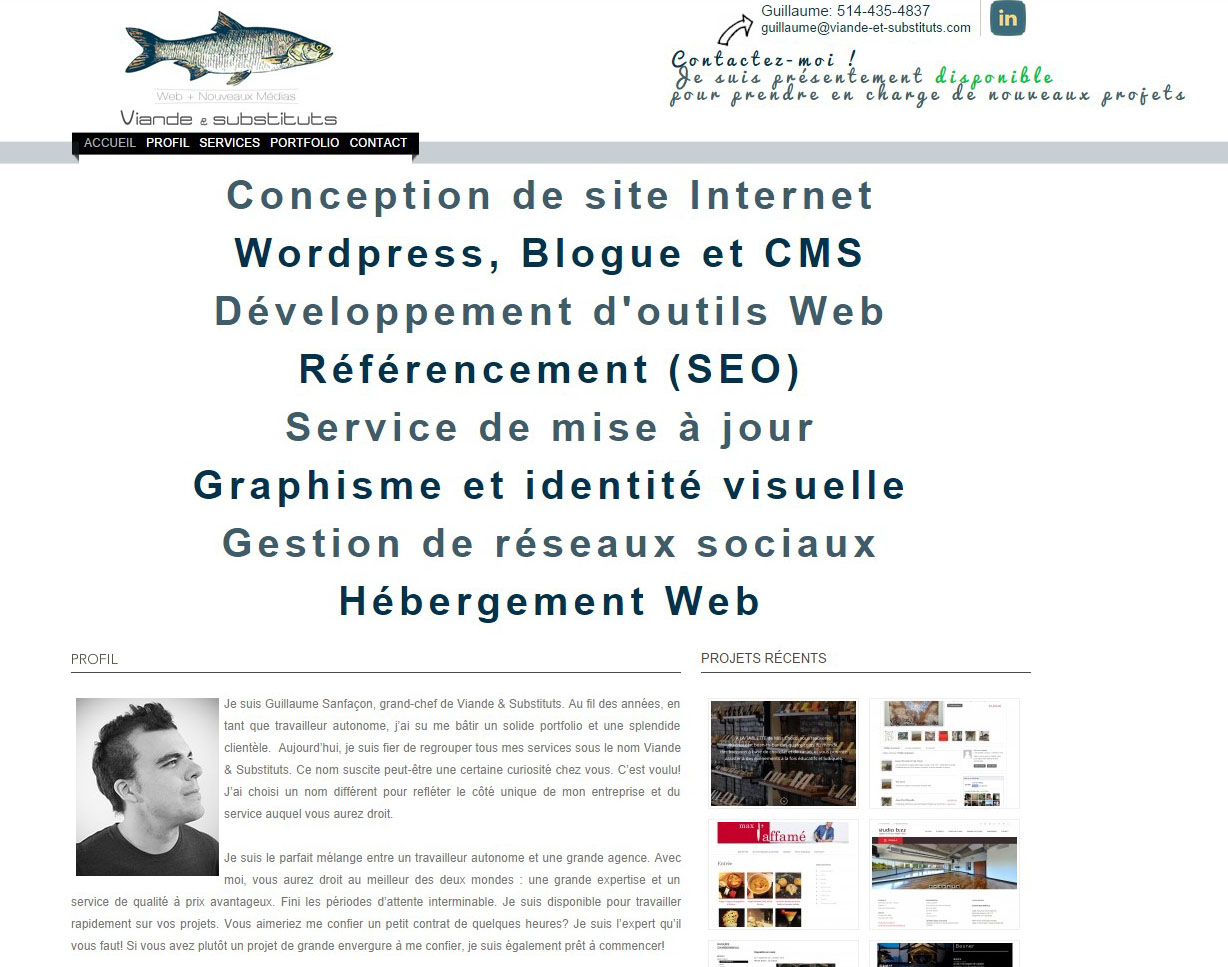 Guillaume: 514-435-4837
guillaume@viande-et-substituts.com
in
Contactez-moi !
Je suis présentement disponible
pour prendre en charge de nouveaux projets
Web + Nouveaux Médias
Viande & substituts
ACCUEIL PROFIL SERVICES PORTFOLIO CONTACT
Conception de site Internet
Wordpress, Blogue et CMS
Développement d'outils Web
Référencement (SEO)
Service de mise à jour
Graphisme et identité visuelle
Gestion de réseaux sociaux
Hébergement Web
PROFIL
Je suis Guillaume Sanfaçon, grand-chef de Viande & Substituts. Au fil des années, en
tant que travailleur autonome, j’ai su me bâtir un solide portfolio et une splendide
clientèle. Aujourd’hui, je suis fier de regrouper tous mes services sous le nom Viande
& Substituts. Ce nom suscite peut-être une certaine curiosité chez vous. C’est voulu!
J’ai choisi un nom différent pour refléter le côté unique de mon entreprise et du
service auquel vous aurez droit.
Je suis le parfait mélange entre un travailleur autonome et une grande agence. Avec
moi, vous aurez droit au meilleur des deux mondes : une grande expertise et un
service de qualité à prix avantageux. Fini les périodes d’attente interminable. Je suis disponible pour travailler
rapidement sur vos projets. Vous aimeriez me confier un petit contrat de quelques heures? Je suis l’expert qu’il
vous faut! Si vous avez plutôt un projet de grande envergure à me confier, je suis également prêt à commencer!
PROJETS RÉCENTS
max
affamé
Entrée
studio bizz